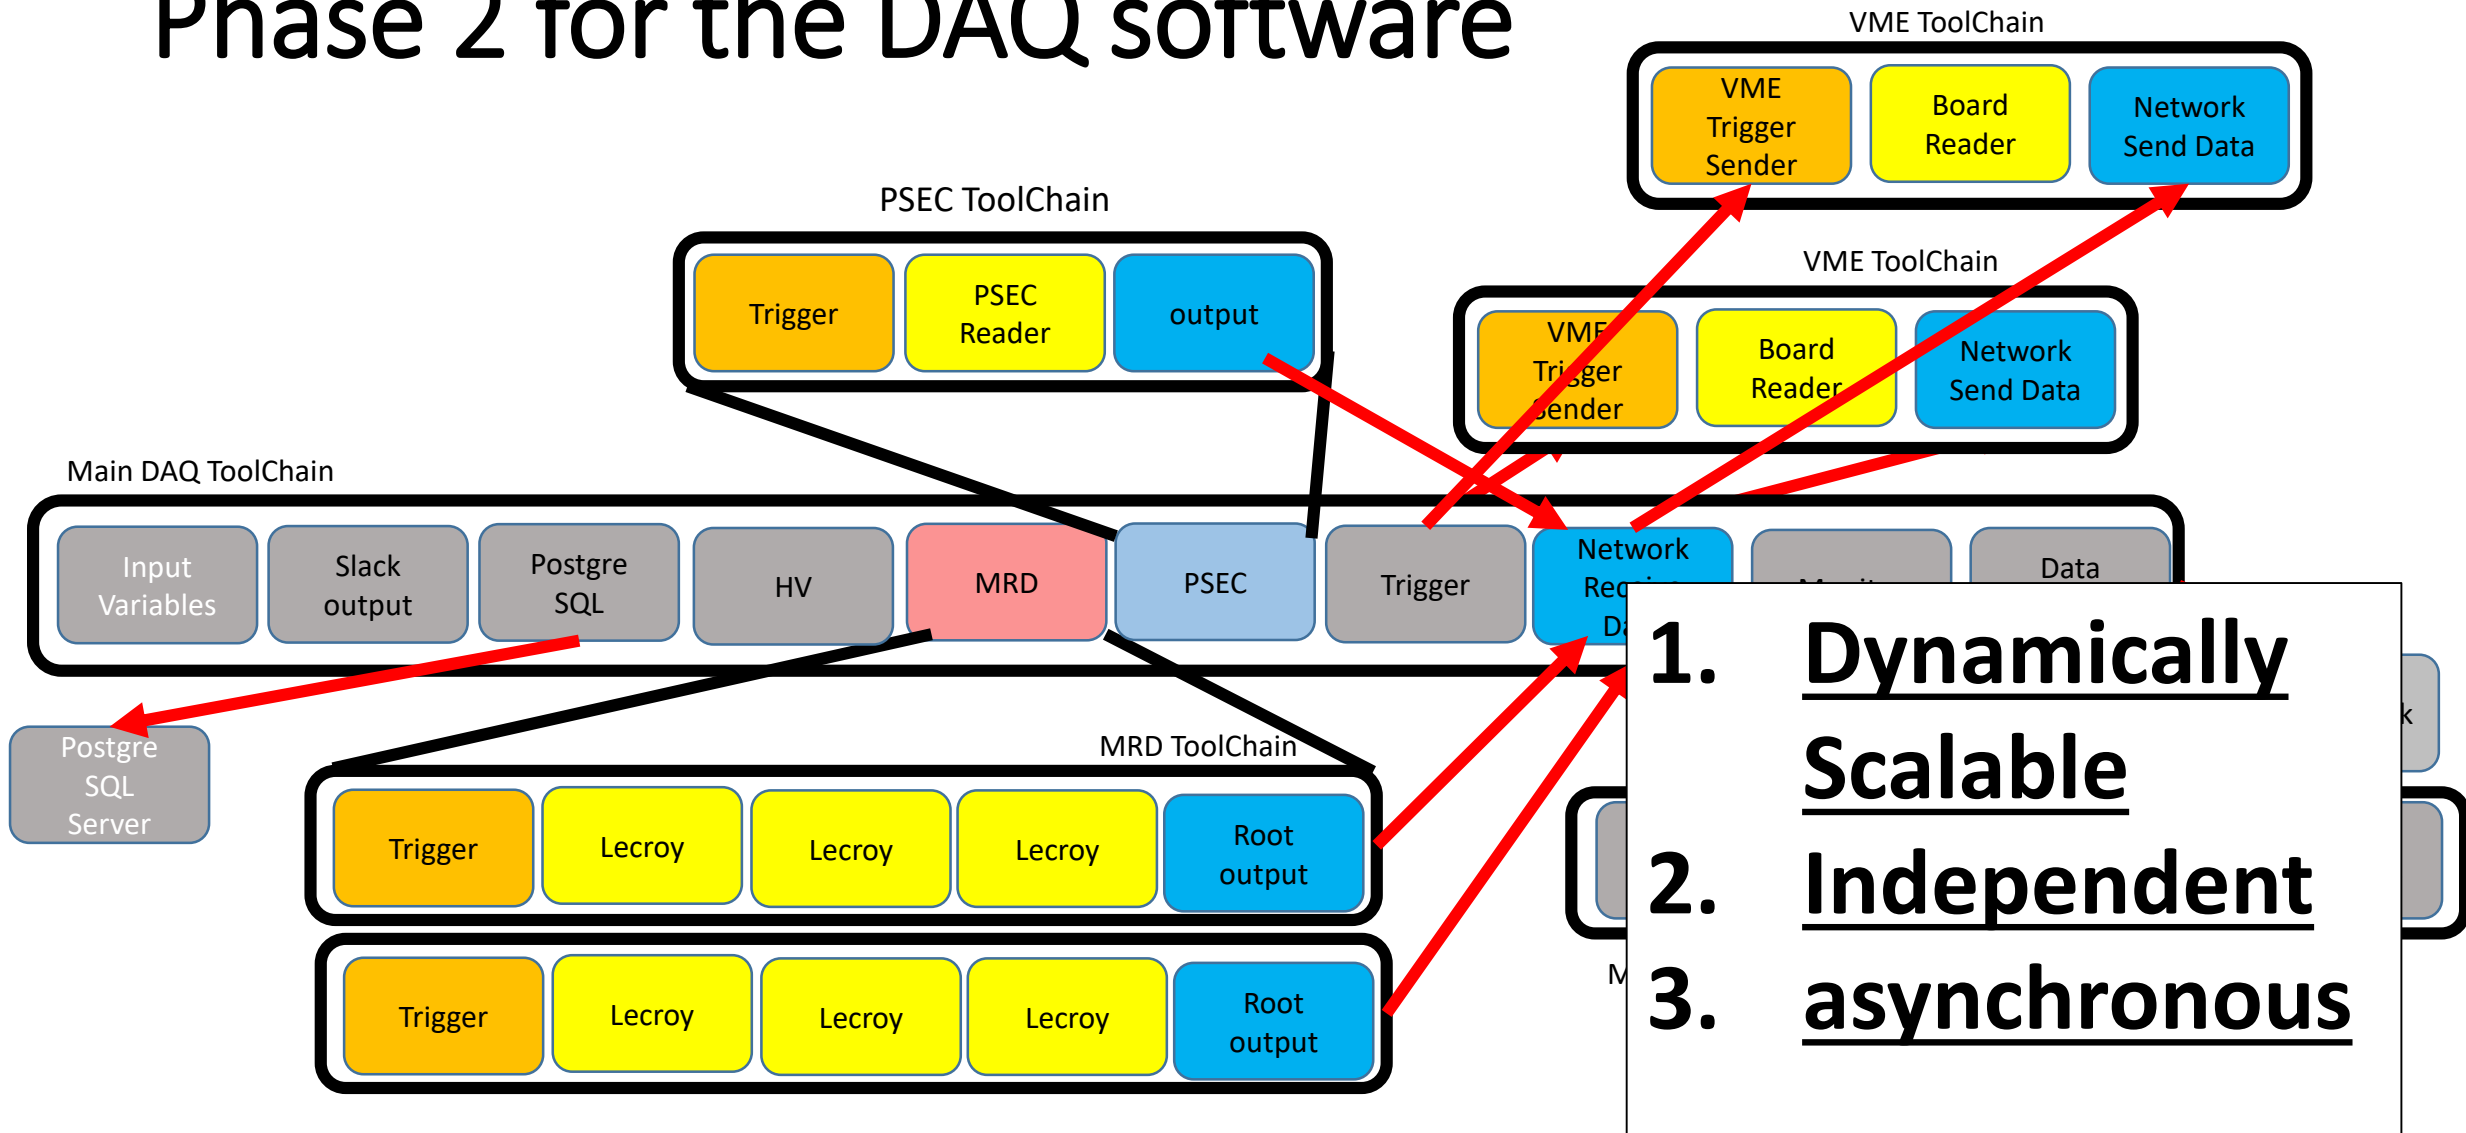 Phase 2 for the DAQ software
VME ToolChain
VME
Trigger
Sender
Board
Reader
Network
Send Data
PSEC ToolChain
Trigger
PSEC
Reader
output
VME ToolChain
VME
Trigger
Sender
Board
Reader
Network
Send Data
Main DAQ ToolChain
Input
Variables
Slack
output
Postgre
SQL
HV
MRD
PSEC
Trigger
Network
Data
Postgre
SQL
Server
MRD ToolChain
Trigger
Lecroy
Lecroy
Lecroy
Root
output
Trigger
Lecroy
Lecroy
Lecroy
Root
output
k
M
1. Dynamically
Scalable
2. Independent
3. asynchronous